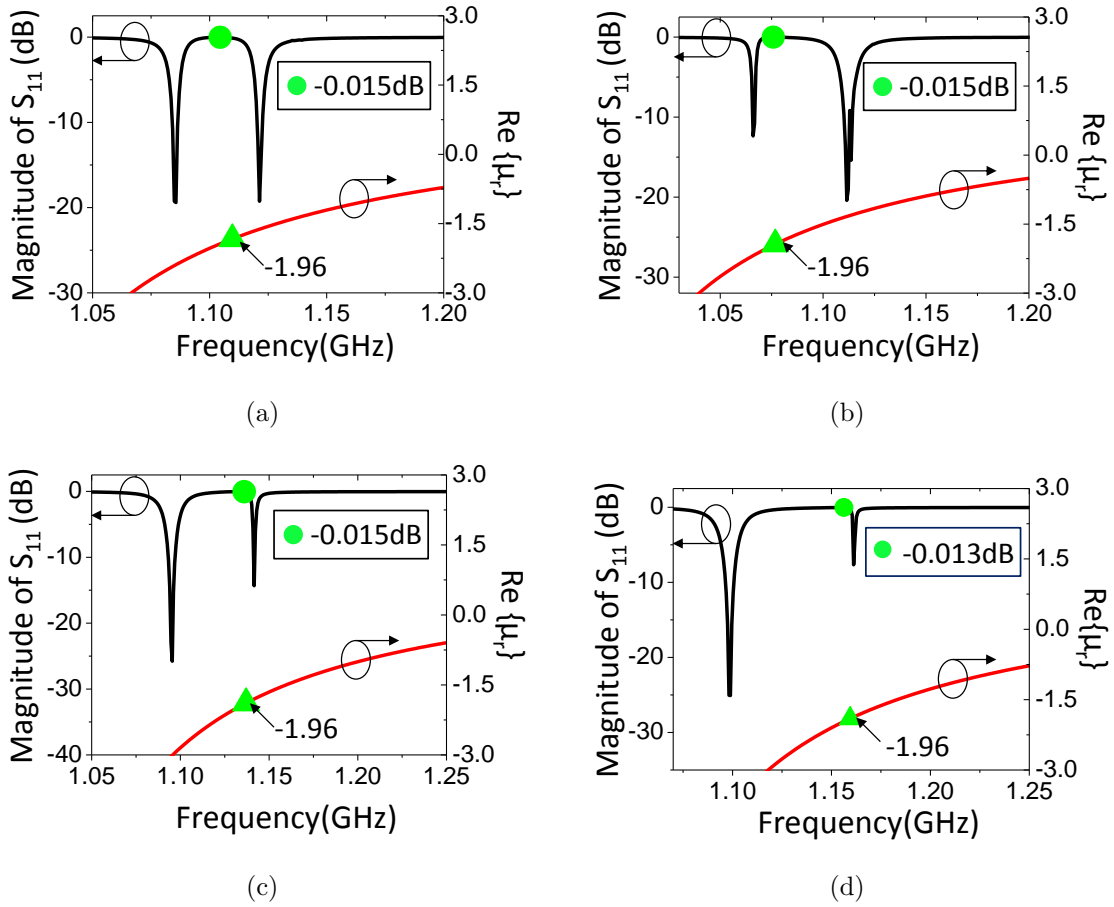 Magnitude of S11 (dB)
0
-10
-20
-30
3.0
1.5
0.0
-1.5
-3.0
Re {μr}
-0.015dB
-1.96
1.05 1.10 1.15 1.20
Frequency(GHz)
(a)
Magnitude of S11 (dB)
0
-10
-20
-30
3.0
1.5
0.0
-1.5
-3.0
Re {μr}
-0.015dB
-1.96
1.05 1.10 1.15 1.20
Frequency(GHz)
(b)
Magnitude of S11 (dB)
0
-10
-20
-30
-40
3.0
1.5
0.0
-1.5
-3.0
Re {μr}
-0.015dB
-1.96
1.05 1.10 1.15 1.20 1.25
Frequency(GHz)
(c)
Magnitude of S11 (dB)
0
-10
-20
-30
3.0
1.5
0.0
-1.5
-3.0
Re{μr}
-0.013dB
-1.96
1.10 1.15 1.20 1.25
Frequency(GHz)
(d)